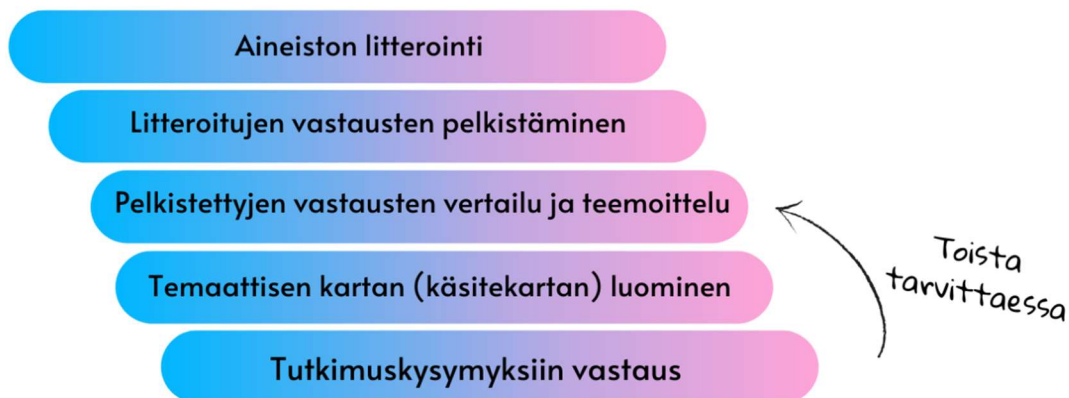 Aineiston litterointi
Litteroitujen vastausten pelkistäminen
Pelkistettyjen vastausten vertailu ja teemoittelu
Temaattisen kartan (käsitekartan) luominen
Tutkimuskysymyksiin vastaus
Toista
tarvittaessa